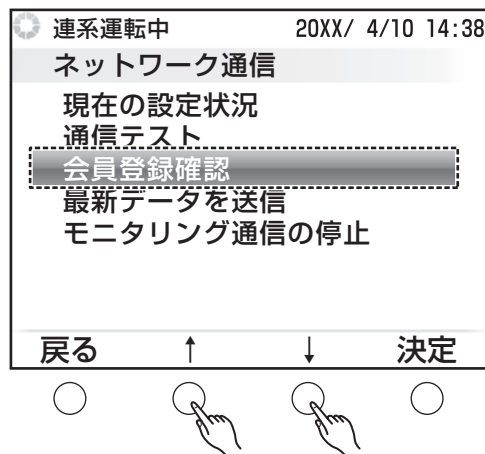 連系運転中 20XX/ 4/10 14:38
ネットワーク通信
現在の設定状況
通信テスト
会員登録確認
最新データを送信
モニタリング通信の停止
戻る ↑ ↓ 決定